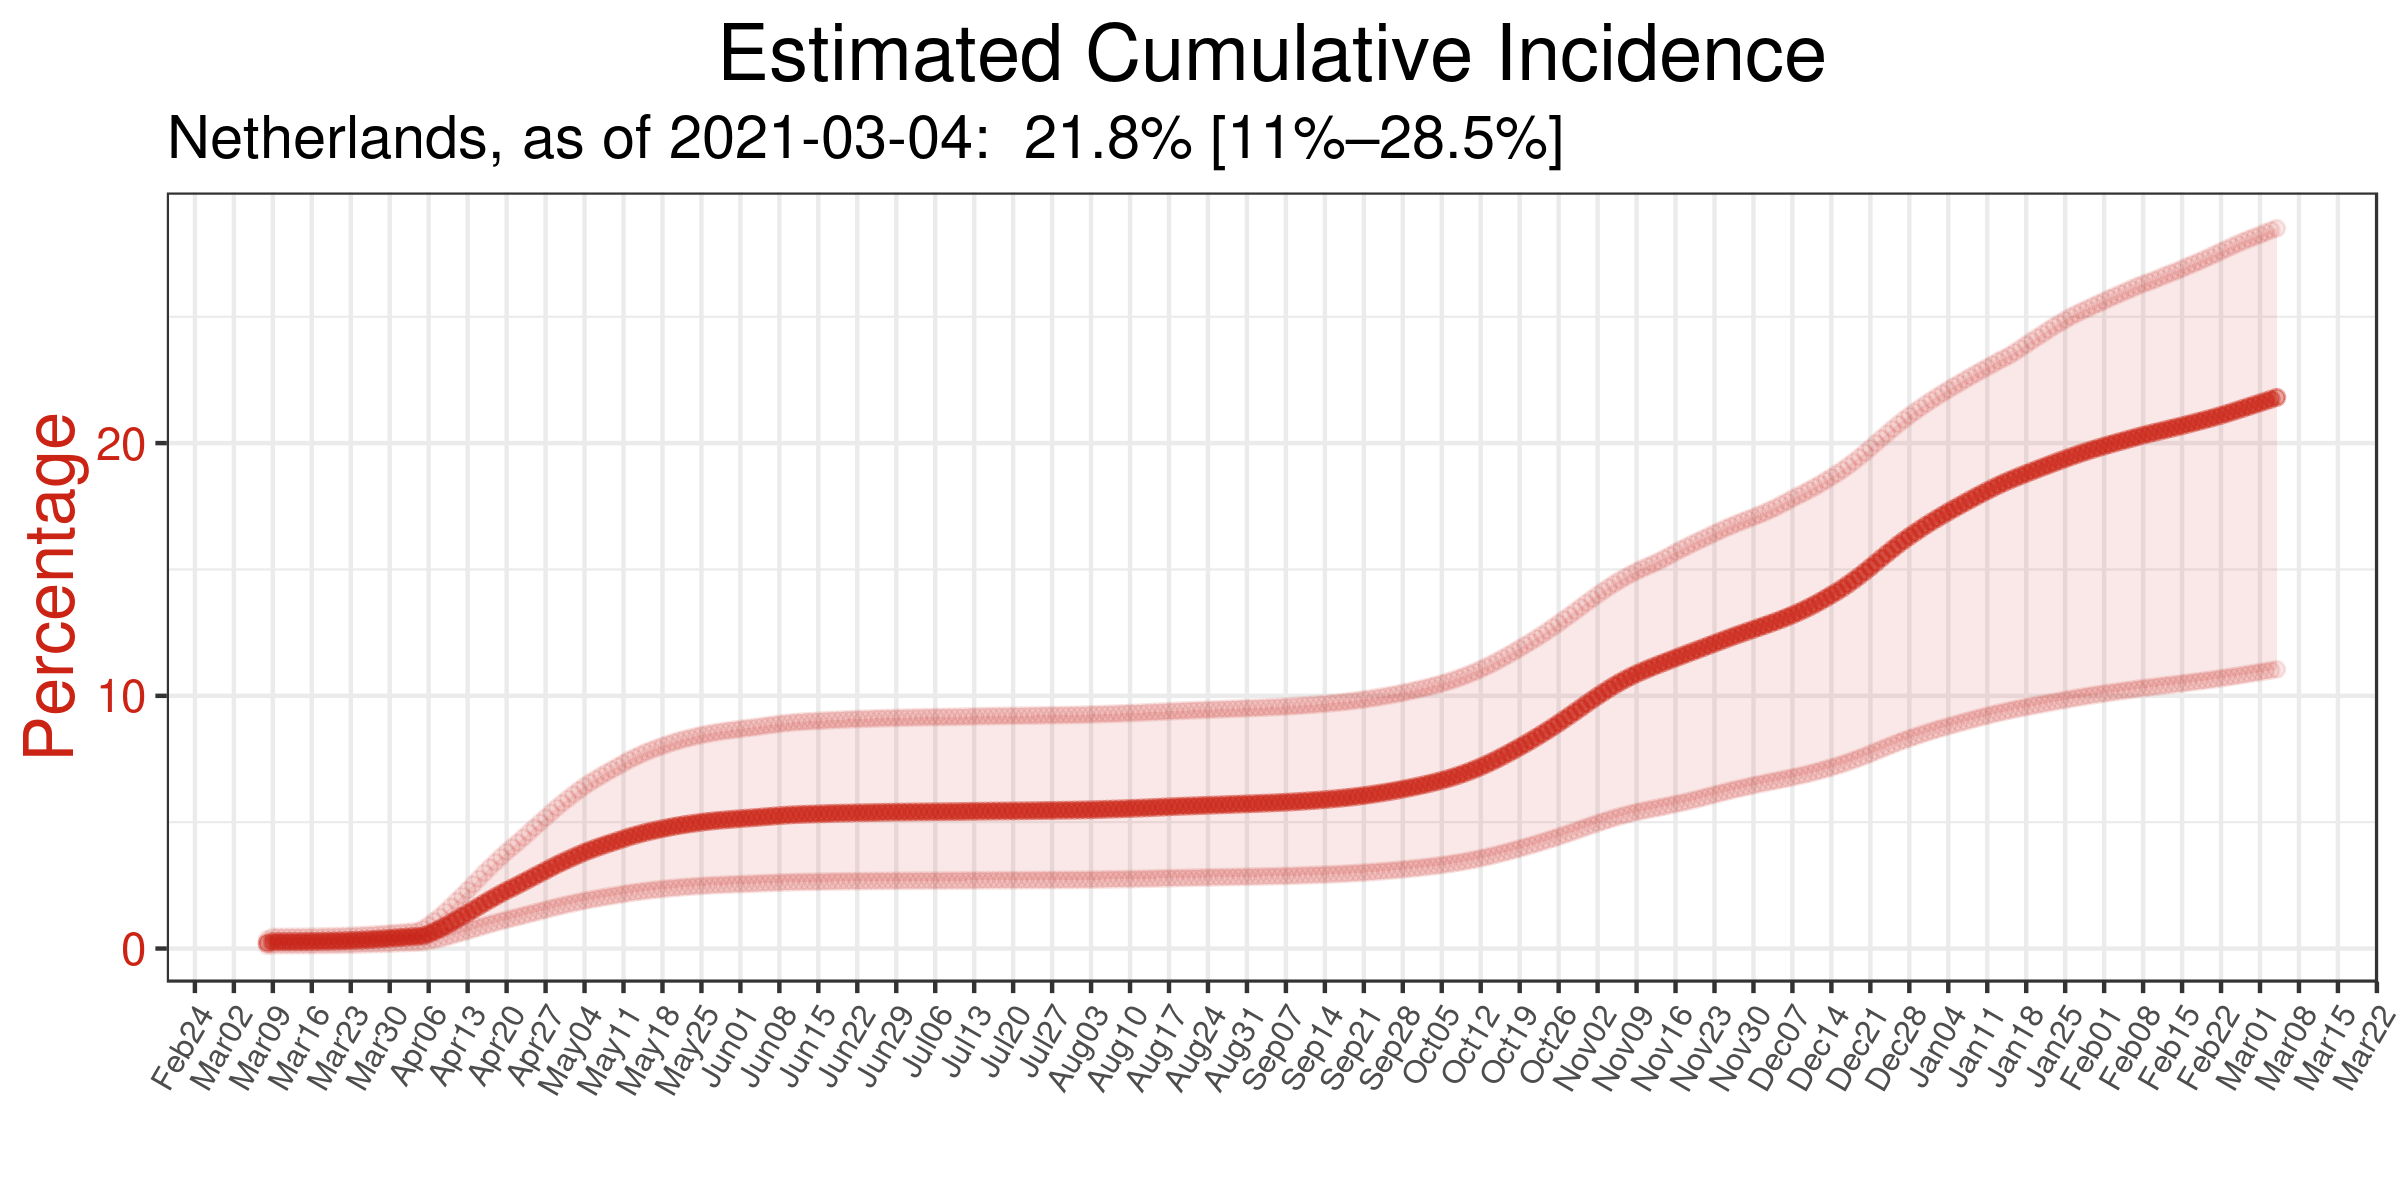 Estimated Cumulative Incidence
Netherlands, as of 2021-03-04: 21.8% [11%–28.5%]
Percentage
20
10
0
Feb24
Mar02
Mar09
Mar16
Mar23
Mar30
Apr06
Apr13
Apr20
Apr27
May04
May11
May18
May25
Jun01
Jun08
Jun15
Jun22
Jun29
Jul06
Jul13
Jul20
Jul27
Aug03
Aug10
Aug17
Aug24
Aug31
Sep07
Sep14
Sep21
Sep28
Oct05
Oct12
Oct19
Oct26
Nov02
Nov09
Nov16
Nov23
Nov30
Dec07
Dec14
Dec21
Dec28
Jan04
Jan11
Jan18
Jan25
Feb01
Feb08
Feb15
Feb22
Mar01
Mar08
Mar15
Mar22